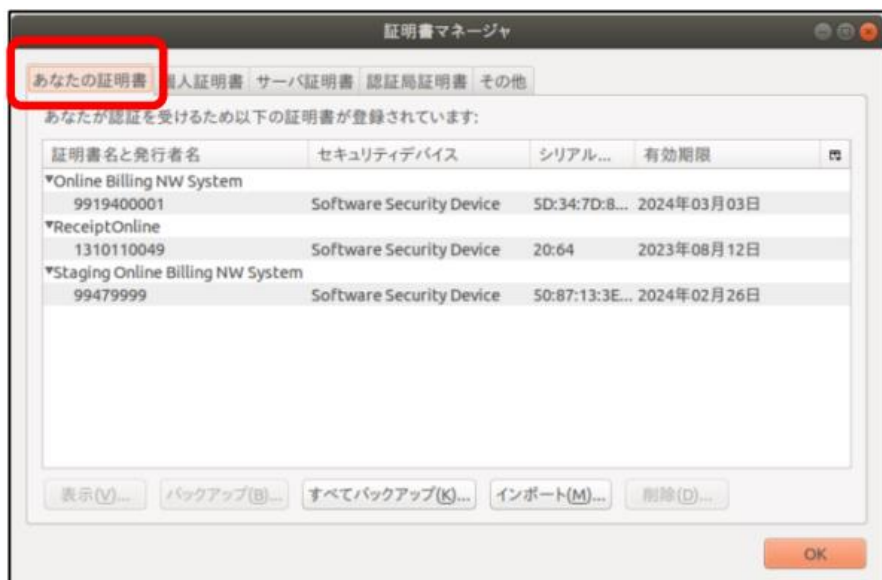 証明書マネージャ
あなたの証明書 個人証明書 サーバ証明書 認証局証明書 その他
あなたが認証を受けるため以下の証明書が登録されています:
証明書名と発行者名 セキュリティデバイス シリアル... 有効期限
▼Online Billing NW System
9919400001 Software Security Device 5D:34:7D:8... 2024年03月03日
▼ReceiptOnline
1310110049 Software Security Device 20:64 2023年08月12日
▼Staging Online Billing NW System
99479999 Software Security Device 50:87:13:3E... 2024年02月26日
表示(V)... バックアップ(B)... すべてバックアップ(K)... インポート(M)... 削除(D)...
OK